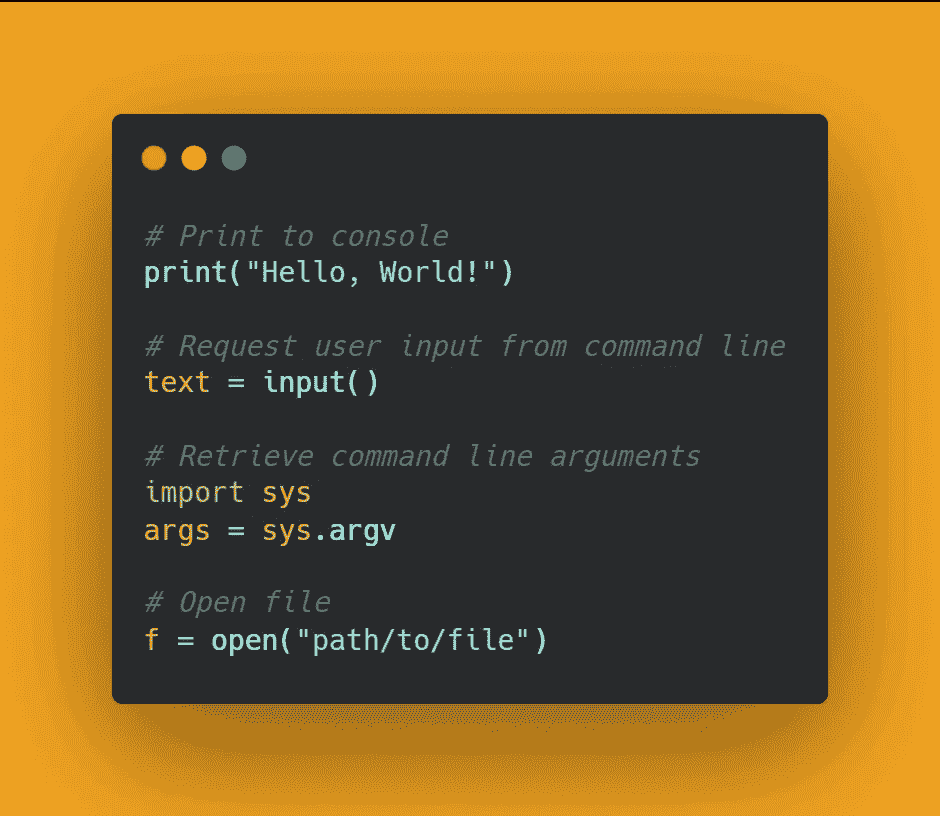 # Print to console
print("Hello, World!")
# Request user input from command line
text = input()
# Retrieve command line arguments
import sys
args = sys.argv
# Open file
f = open("path/to/file")